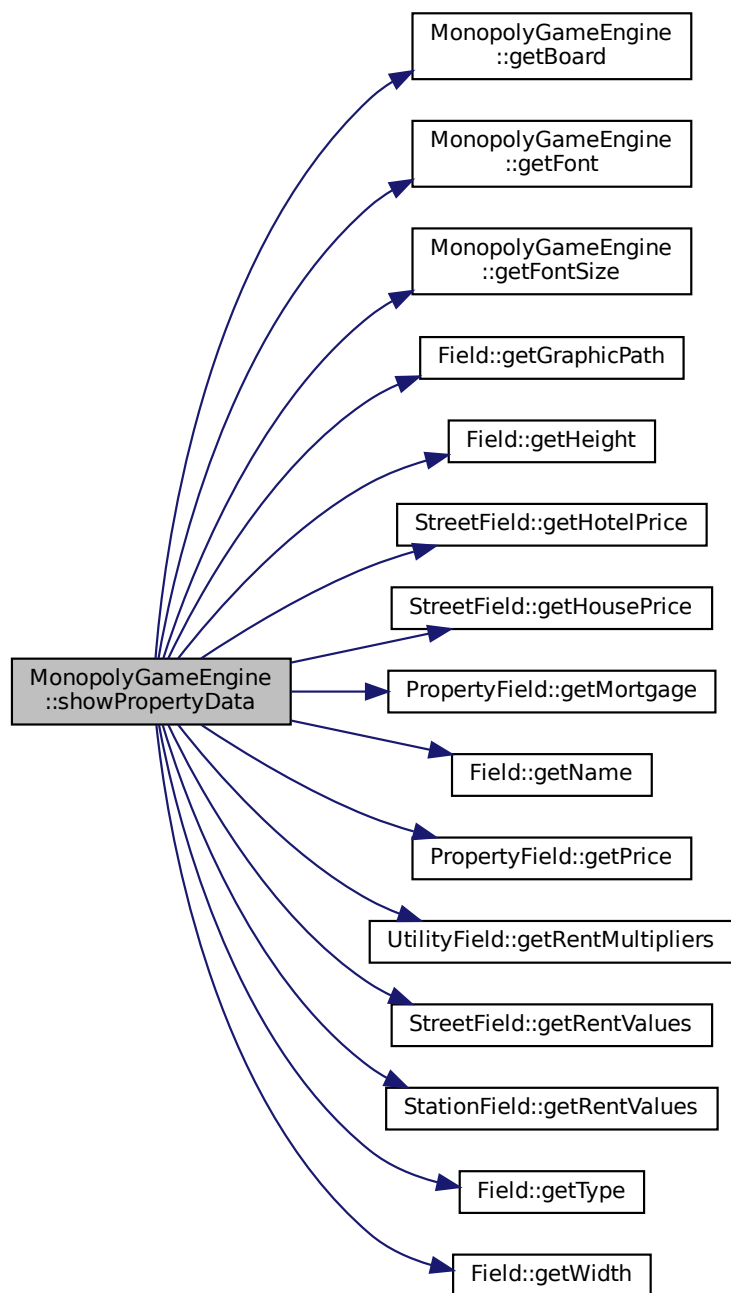 MonopolyGameEngine
::getBoard
MonopolyGameEngine
::getFont
MonopolyGameEngine
::getFontSize
Field::getGraphicPath
Field::getHeight
StreetField::getHotelPrice
StreetField::getHousePrice
MonopolyGameEngine
::showPropertyData
PropertyField::getMortgage
Field::getName
PropertyField::getPrice
UtilityField::getRentMultipliers
StreetField::getRentValues
StationField::getRentValues
Field::getType
Field::getWidth